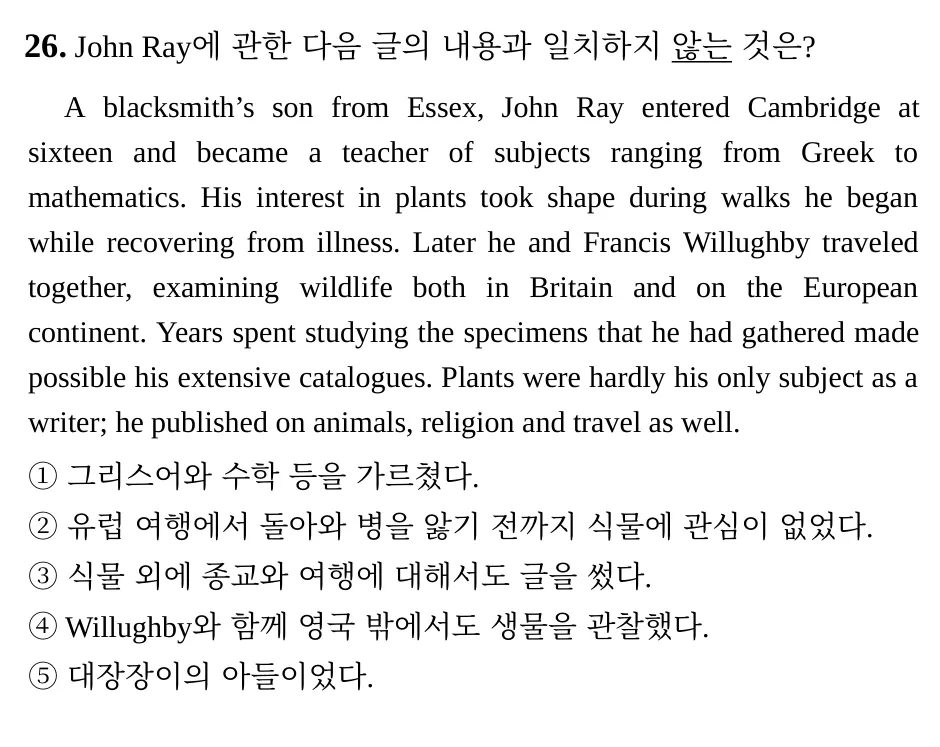 26. John Ray에 관한 다음 글의 내용과 일치하지 않는 것은?
A blacksmith’s son from Essex, John Ray entered Cambridge at
sixteen and became a teacher of subjects ranging from Greek to
mathematics. His interest in plants took shape during walks he began
while recovering from illness. Later he and Francis Willughby traveled
together, examining wildlife both in Britain and on the European
continent. Years spent studying the specimens that he had gathered made
possible his extensive catalogues. Plants were hardly his only subject as a
writer; he published on animals, religion and travel as well.
① 그리스어와 수학 등을 가르쳤다.
② 유럽 여행에서 돌아와 병을 앓기 전까지 식물에 관심이 없었다.
③ 식물 외에 종교와 여행에 대해서도 글을 썼다.
④ Willughby와 함께 영국 밖에서도 생물을 관찰했다.
⑤ 대장장이의 아들이었다.